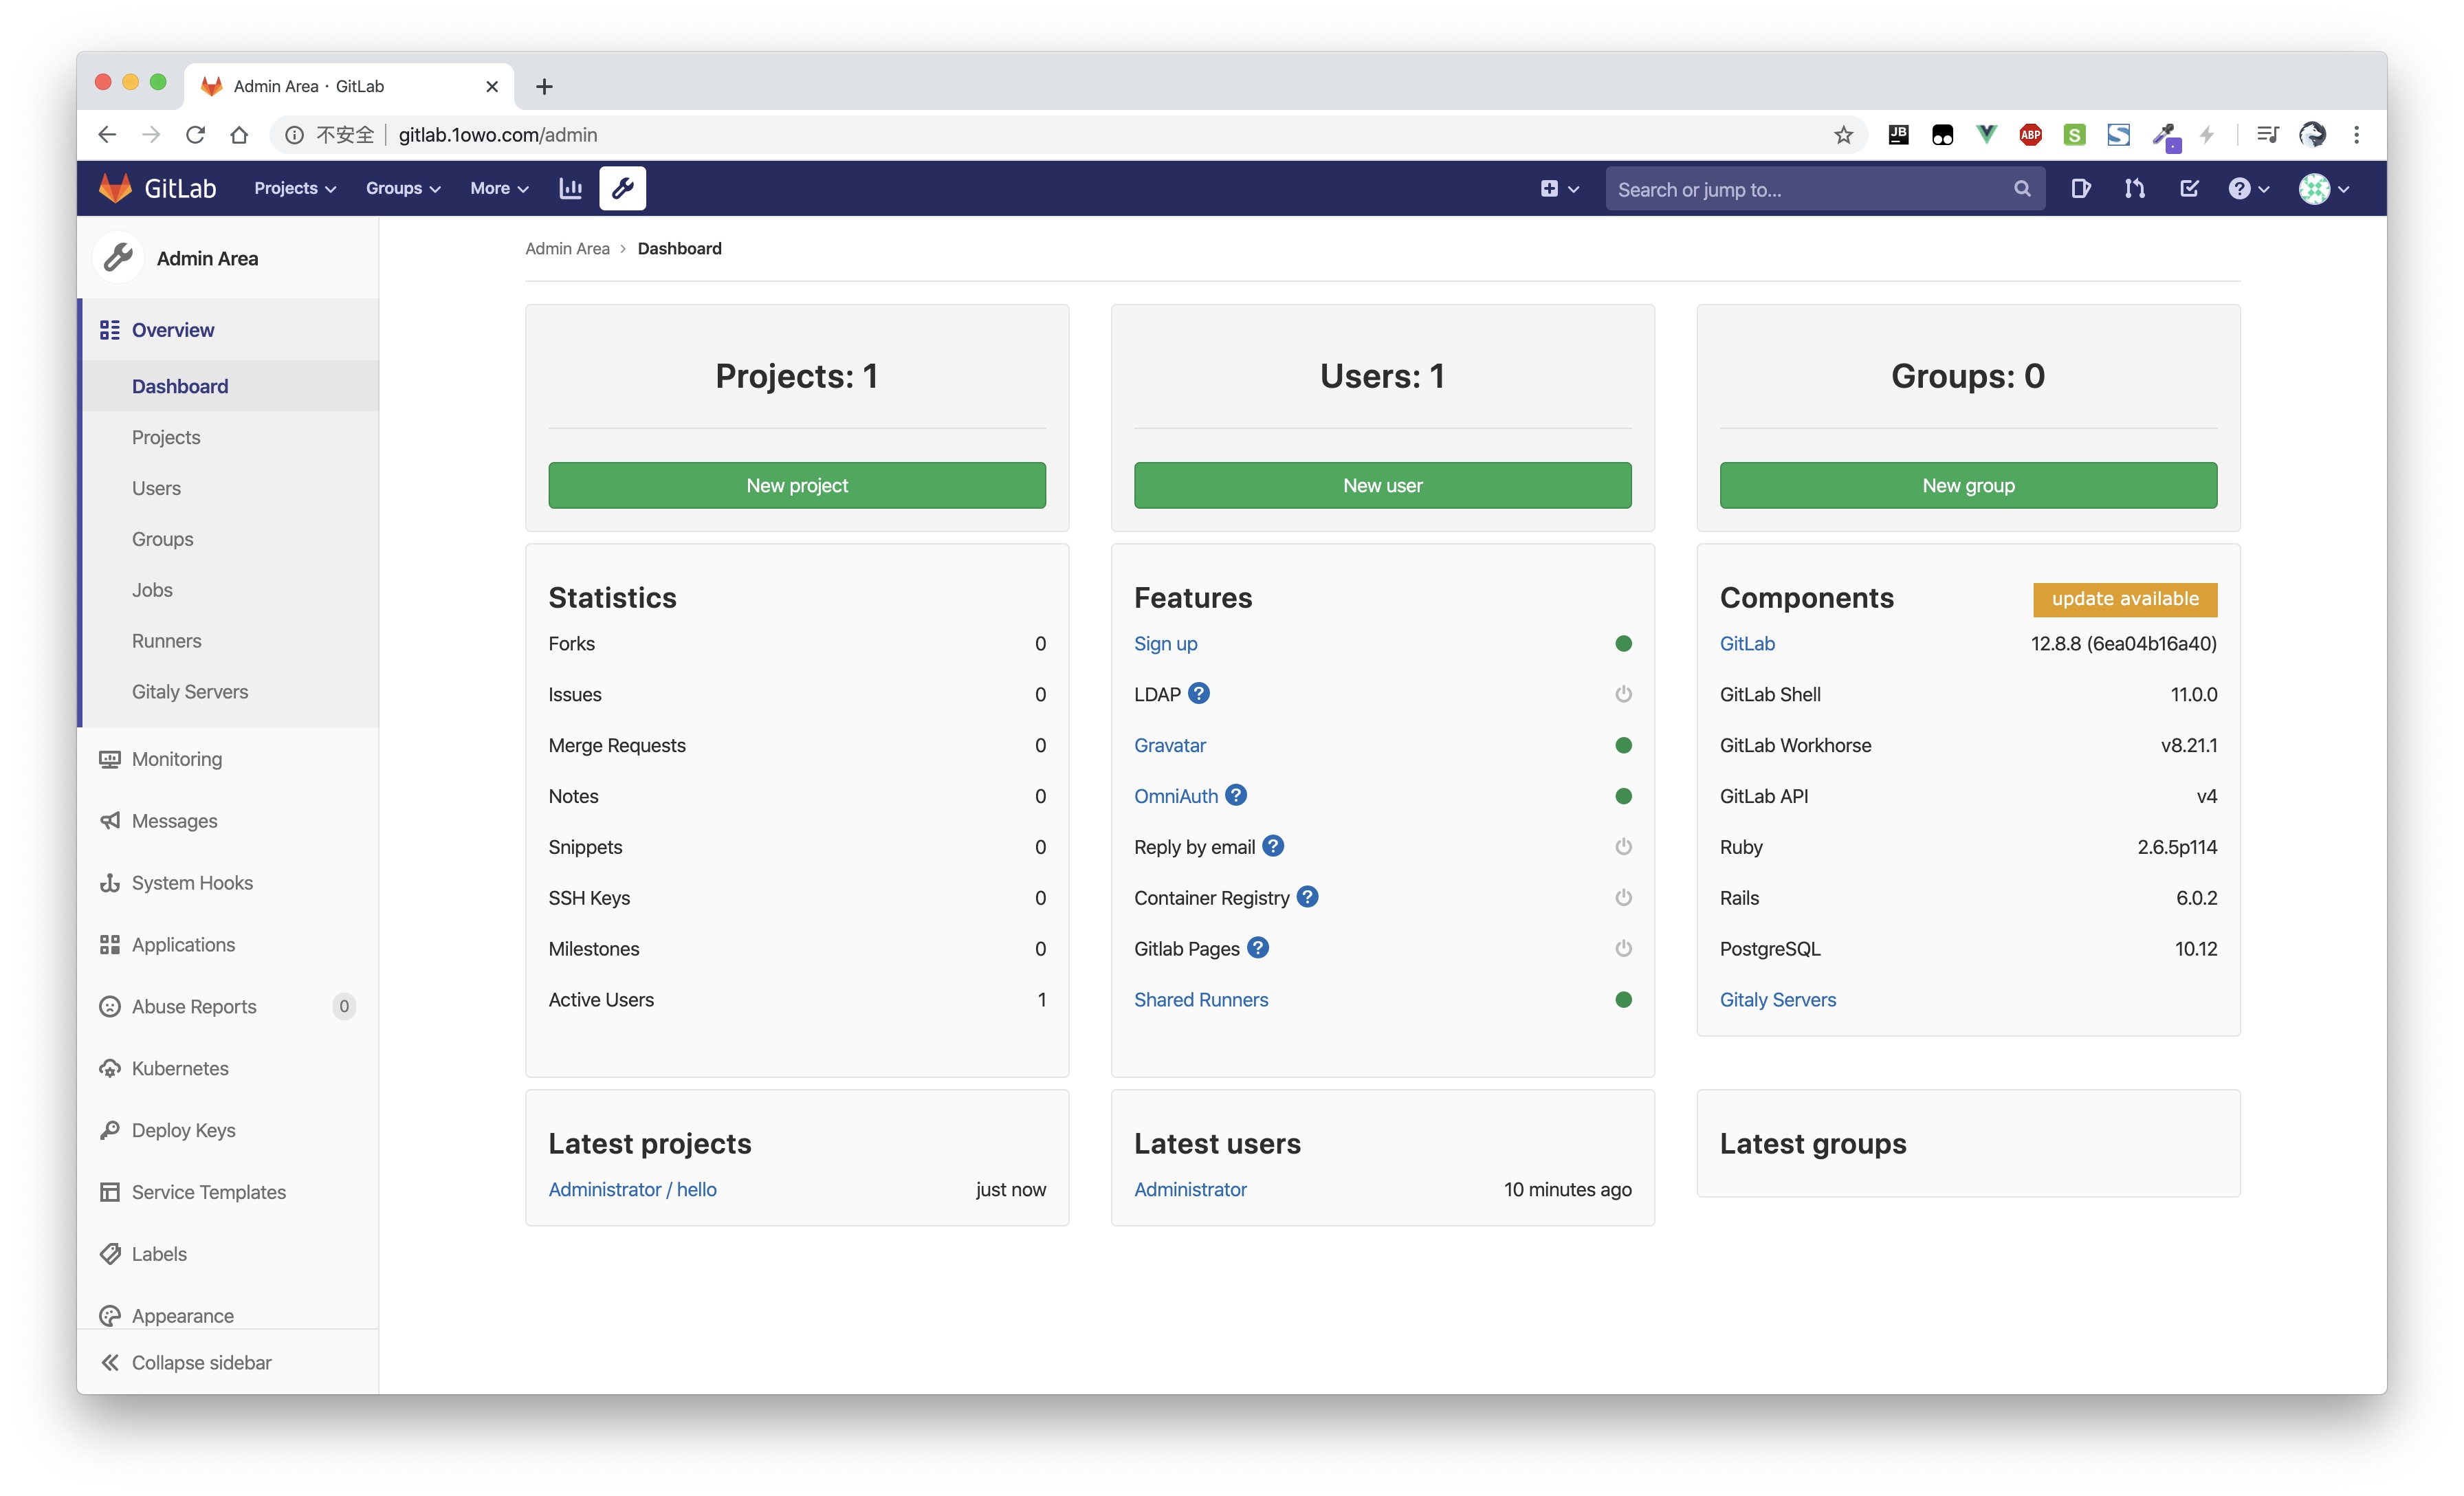 Admin Area · GitLab
不安全 gitlab.1owo.com/admin
JB
ABP
S
S
GitLab Projects Groups More Search or jump to... ?
Admin Area
Overview
Dashboard
Projects
Users
Groups
Jobs
Runners
Gitaly Servers
Monitoring
Messages
System Hooks
Applications
Abuse Reports 0
Kubernetes
Deploy Keys
Service Templates
Labels
Appearance
Collapse sidebar
Admin Area > Dashboard
Projects: 1
New project
Users: 1
New user
Groups: 0
New group
Statistics
Forks 0
Issues 0
Merge Requests 0
Notes 0
Snippets 0
SSH Keys 0
Milestones 0
Active Users 1
Features
Sign up
LDAP ?
Gravatar
OmniAuth ?
Reply by email ?
Container Registry ?
Gitlab Pages ?
Shared Runners
Components update available
GitLab 12.8.8 (6ea04b16a40)
GitLab Shell 11.0.0
GitLab Workhorse v8.21.1
GitLab API v4
Ruby 2.6.5p114
Rails 6.0.2
PostgreSQL 10.12
Gitaly Servers
Latest projects
Administrator / hello just now
Latest users
Administrator 10 minutes ago
Latest groups